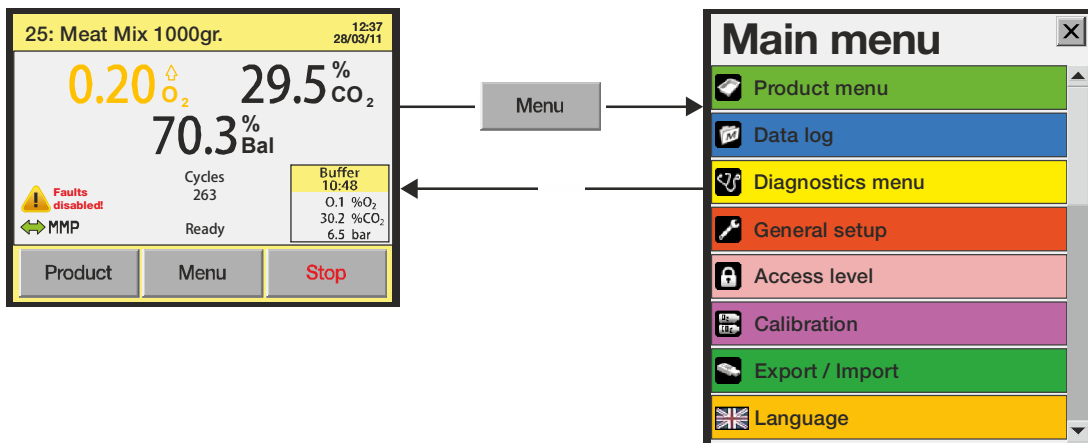 25: Meat Mix 1000gr.
12:37
28/03/11
0.20 O2
29.5 % CO2
70.3 % Bal
Faults
disabled!
MMP
Cycles
263
Ready
Buffer
10:48
0.1 %O2
30.2 %CO2
6.5 bar
Product
Menu
Stop
Menu
Main menu
Product menu
Data log
Diagnostics menu
General setup
Access level
Calibration
Export / Import
Language